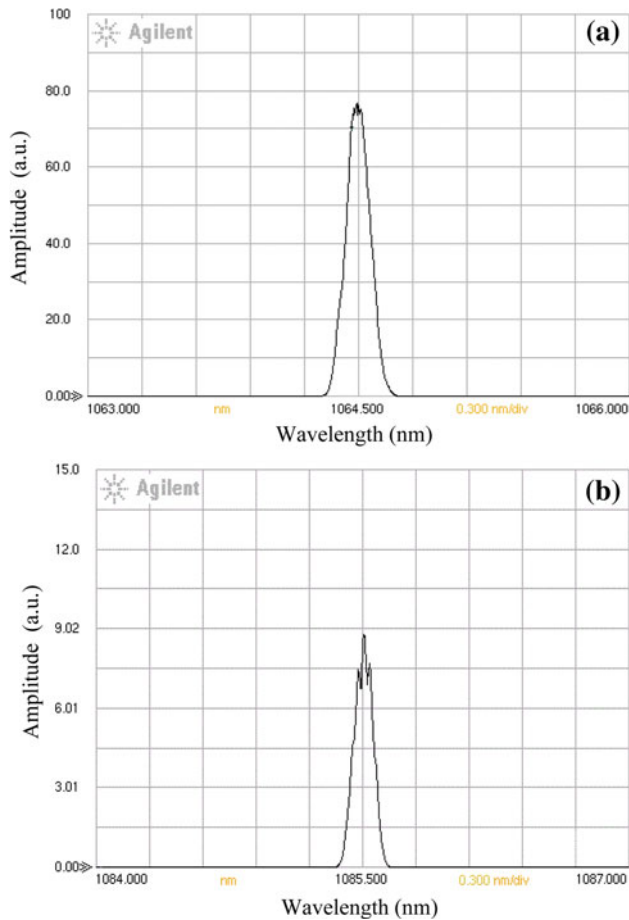 100
Agilent
(a)
80.0
60.0
40.0
20.0
0.00
Amplitude (a.u.)
1063.000 nm 1064.500 0.300 nm/div 1066.000
Wavelength (nm)
15.0
Agilent
(b)
12.0
9.02
6.01
3.01
0.00
Amplitude (a.u.)
1084.000 nm 1085.500 0.300 nm/div 1087.000
Wavelength (nm)